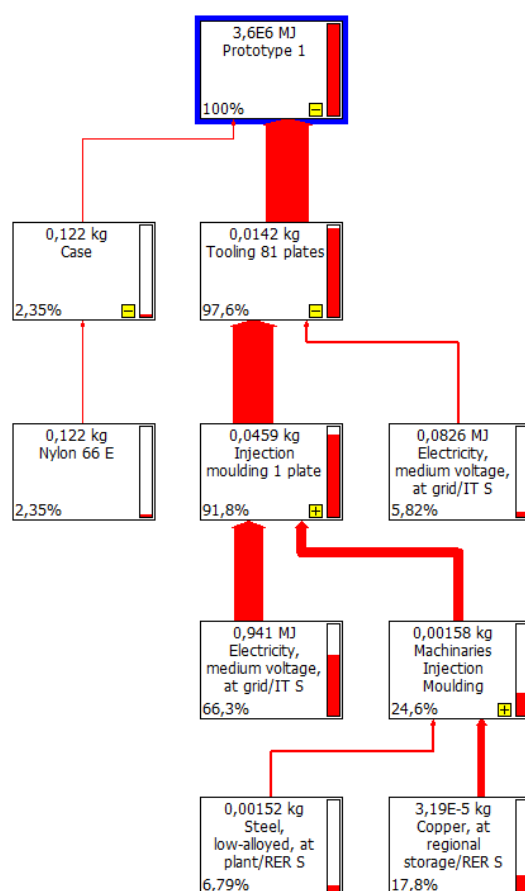 3,6E6 MJ
Prototype 1
100%
0,122 kg
Case
2,35%
0,0142 kg
Tooling 81 plates
97,6%
0,122 kg
Nylon 66 E
2,35%
0,0459 kg
Injection
moulding 1 plate
91,8%
0,0826 MJ
Electricity,
medium voltage,
at grid/IT S
5,82%
0,941 MJ
Electricity,
medium voltage,
at grid/IT S
66,3%
0,00158 kg
Machinaries
Injection
Moulding
24,6%
0,00152 kg
Steel,
low-alloyed, at
plant/RER S
6,79%
3,19E-5 kg
Copper, at
regional
storage/RER S
17,8%